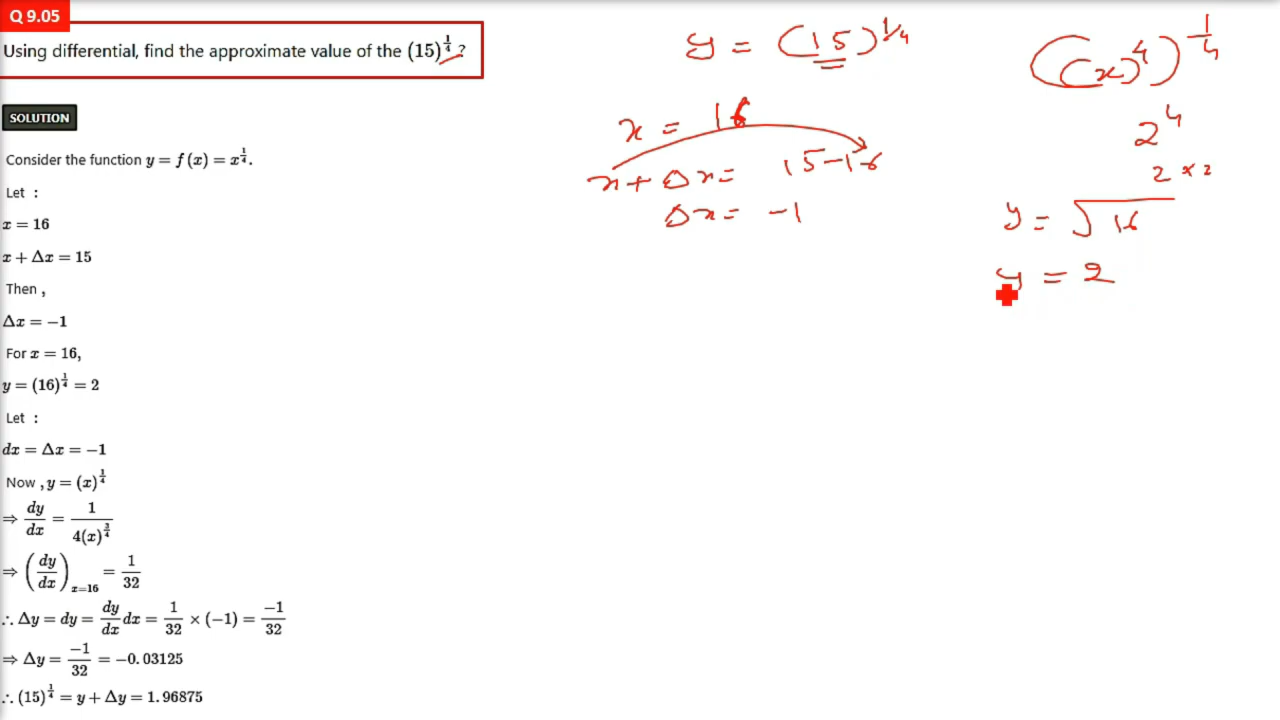 Q 9.05
Using differential, find the approximate value of the (15)^{1/4} ?
SOLUTION
Consider the function y = f (x) = x^{1/4}.
Let :
x = 16
x + Δx = 15
Then ,
Δx = −1
For x = 16,
y = (16)^{1/4} = 2
Let :
dx = Δx = −1
Now , y = (x)^{1/4}
⇒ dy/dx = 1/4(x)^{3/4}
⇒ (dy/dx)_{x=16} = 1/32
∴ Δy = dy = dy/dx dx = 1/32 × (−1) = −1/32
⇒ Δy = −1/32 = −0.03125
∴ (15)^{1/4} = y + Δy = 1.96875
y = (15)^{1/4}
x = 16
x + Δx = 15 − 16
Δx = −1
((x)^4)^{1/4}
2^4
2 × 2
y = √16
y = 2